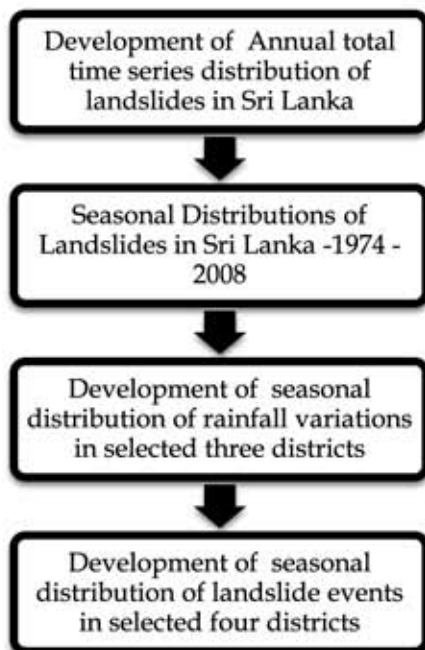 Development of Annual total
time series distribution of
landslides in Sri Lanka
Seasonal Distributions of
Landslides in Sri Lanka -1974 -
2008
Development of seasonal
distribution of rainfall variations
in selected three districts
Development of seasonal
distribution of landslide events
in selected four districts